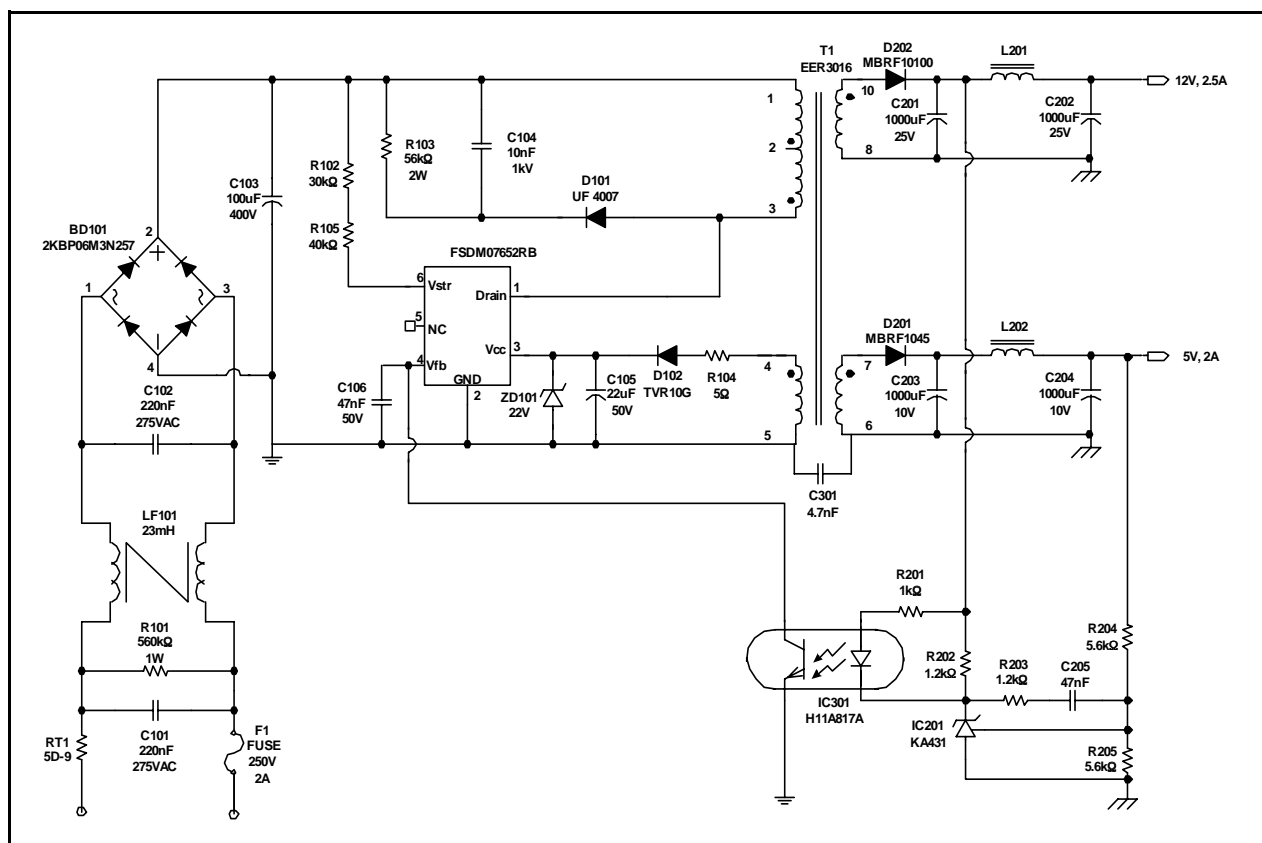 T1
EER3016
D202
MBRF10100
L201
1
10
12V, 2.5A
C201
1000uF
25V
C202
1000uF
25V
R103
56kΩ
2W
C104
10nF
1kV
2
R102
30kΩ
8
C103
100uF
400V
D101
UF 4007
3
BD101
2KBP06M3N257
2
R105
40kΩ
FSDM07652RB
6
Vstr
1
3
1
Drain
5
NC
D201
MBRF1045
L202
Vcc
3
4
7
5V, 2A
4
Vfb
4
GND
2
C106
47nF
50V
ZD101
22V
C105
22uF
50V
D102
TVR10G
R104
5Ω
C203
1000uF
10V
C204
1000uF
10V
C102
220nF
275VAC
5
6
C301
4.7nF
LF101
23mH
R201
1kΩ
R101
560kΩ
1W
R204
5.6kΩ
R202
1.2kΩ
R203
1.2kΩ
C205
47nF
IC301
H11A817A
IC201
KA431
RT1
5D-9
C101
220nF
275VAC
F1
FUSE
250V
2A
R205
5.6kΩ